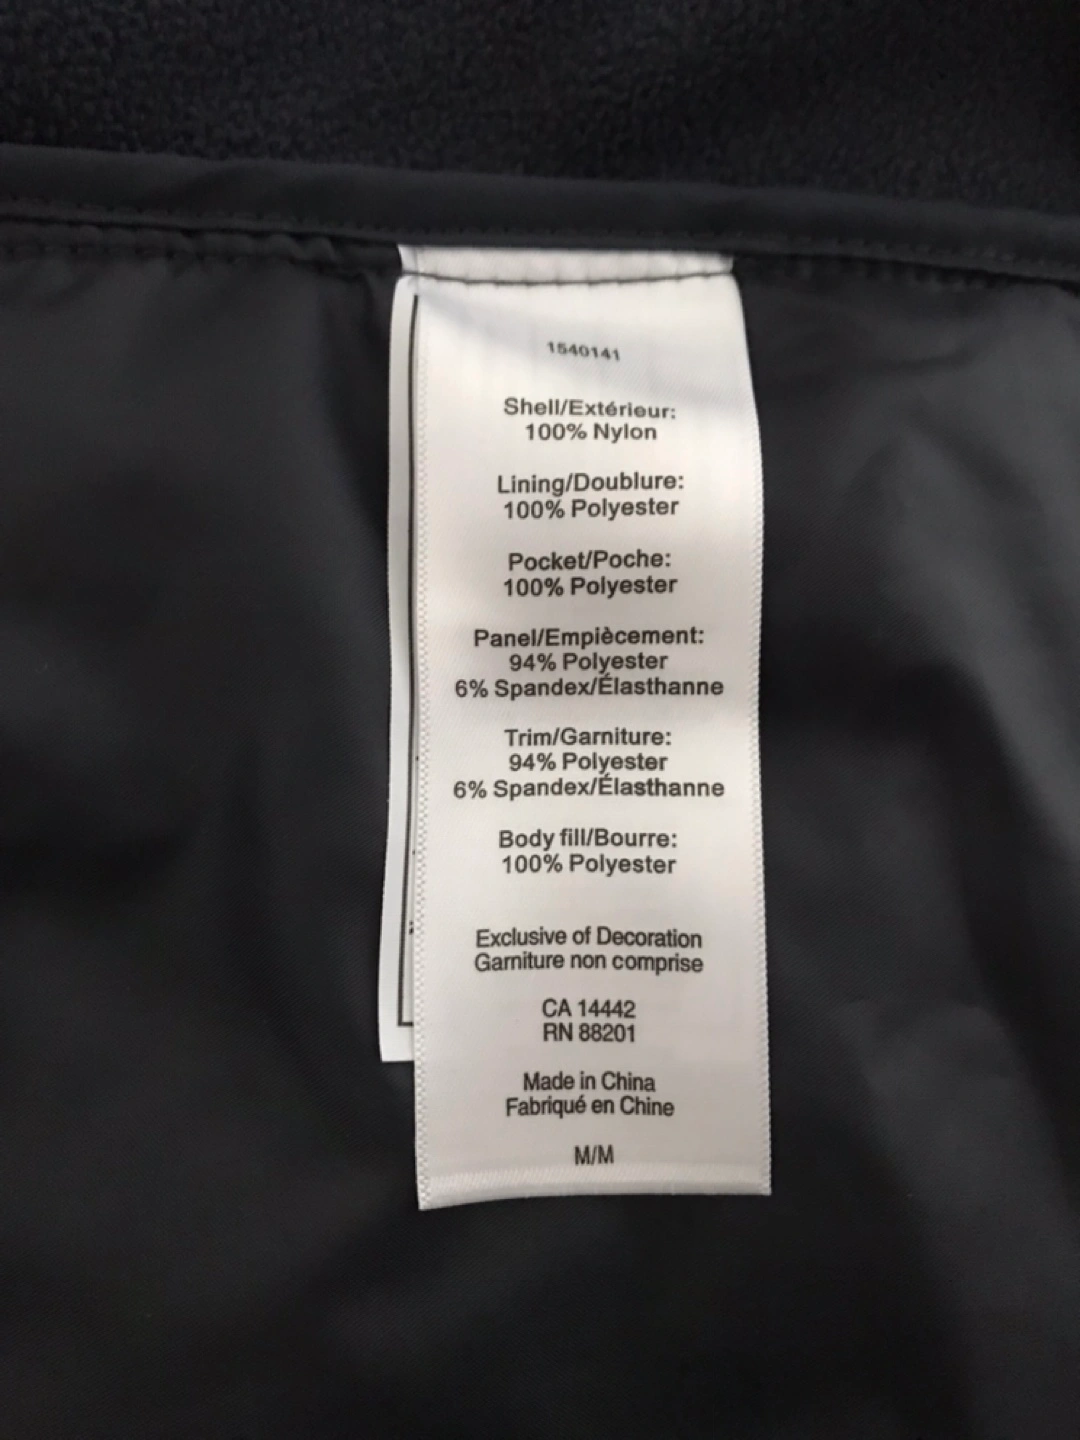 1540141
Shell/Extérieur:
100% Nylon
Lining/Doublure:
100% Polyester
Pocket/Poche:
100% Polyester
Panel/Empiècement:
94% Polyester
6% Spandex/Élasthanne
Trim/Garniture:
94% Polyester
6% Spandex/Élasthanne
Body fill/Bourre:
100% Polyester
Exclusive of Decoration
Garniture non comprise
CA 14442
RN 88201
Made in China
Fabriqué en Chine
M/M